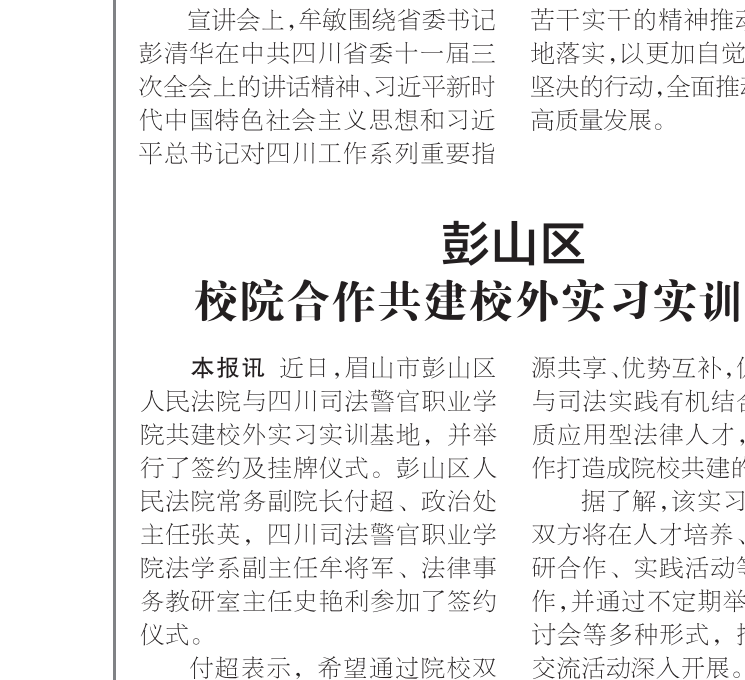 宣讲会上，牟敏围绕省委书记
彭清华在中共四川省委十一届三
次全会上的讲话精神、习近平新时
代中国特色社会主义思想和习近
平总书记对四川工作系列重要指
苦干实干的精神推动
地落实，以更加自觉
坚决的行动，全面推动
高质量发展。
彭山区
校院合作共建校外实习实训
本报讯 近日，眉山市彭山区
人民法院与四川司法警官职业学
院共建校外实习实训基地，并举
行了签约及挂牌仪式。彭山区人
民法院常务副院长付超、政治处
主任张英，四川司法警官职业学
院法学系副主任牟将军、法律事
务教研室主任史艳利参加了签约
仪式。
付超表示，希望通过院校双
源共享、优势互补，
与司法实践有机结合
质应用型法律人才，
作打造成院校共建的
据了解，该实习
双方将在人才培养、
研合作、实践活动等
作，并通过不定期举
讨会等多种形式，
交流活动深入开展。